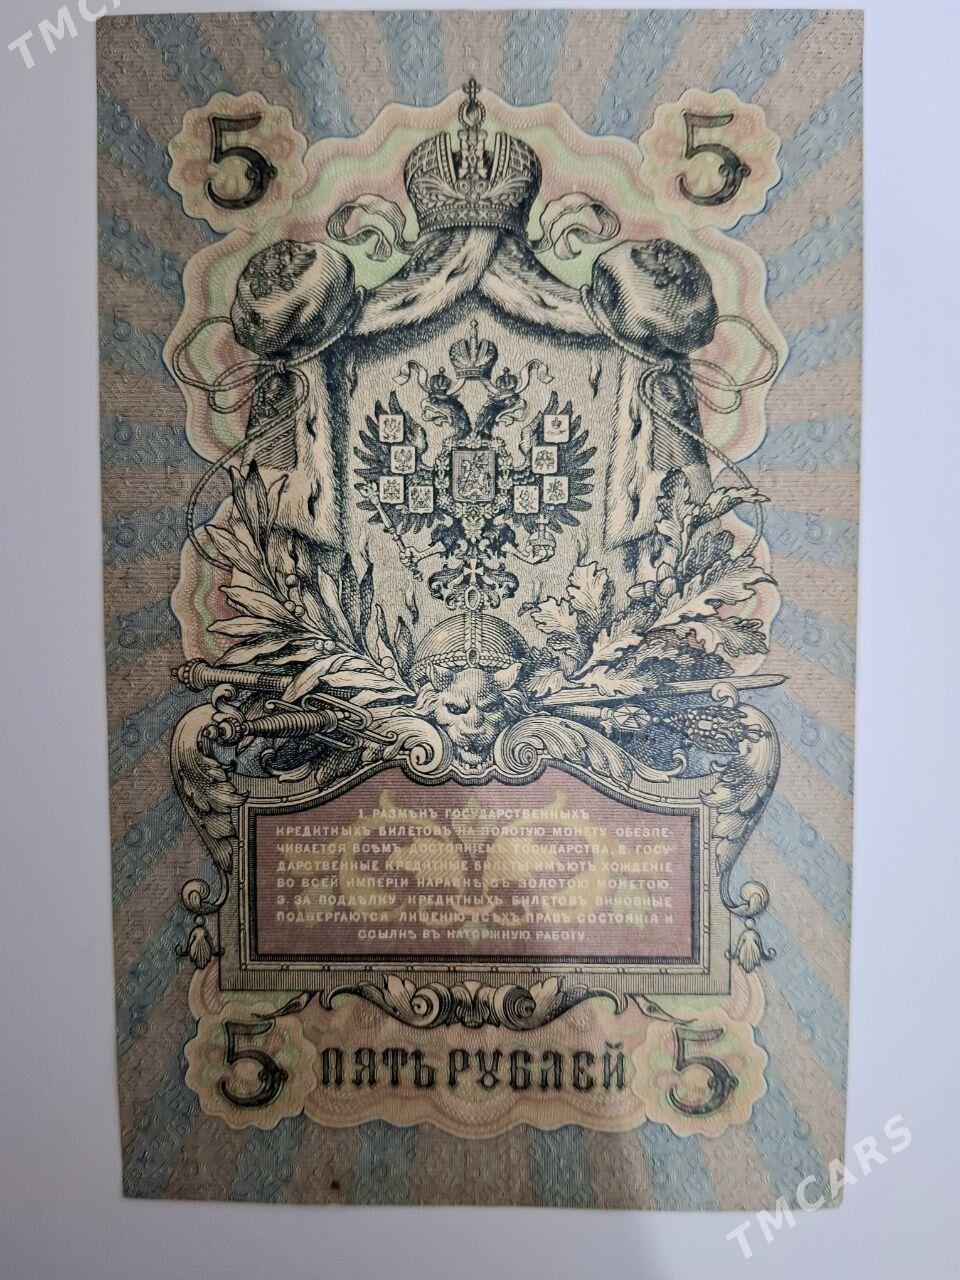 TMCA
5 5
1. РАЗМѢНЪ ГОСУДАРСТВЕННЫХЪ
КРЕДИТНЫХЪ БИЛЕТОВЪ НА ЗОЛОТУЮ МОНЕТУ ОБЕЗПЕ-
ЧИВАЕТСЯ ВСѢМЪ ДОСТОЯНІЕМЪ ГОСУДАРСТВА. 2. ГОСУ-
ДАРСТВЕННЫЕ КРЕДИТНЫЕ БИЛЕТЫ ИМѢЮТЪ ХОЖДЕНІЕ
ВО ВСЕЙ ИМПЕРІИ НАРАВНѢ СЪ ЗОЛОТОЮ МОНЕТОЮ.
3. ЗА ПОДДѢЛКУ КРЕДИТНЫХЪ БИЛЕТОВЪ ВИНОВНЫЕ
ПОДВЕРГАЮТСЯ ЛИШЕНІЮ ВСѢХЪ ПРАВЪ СОСТОЯНІЯ И
ССЫЛКѢ ВЪ КАТОРЖНУЮ РАБОТУ.
5 ПЯТЬ РУБЛЕЙ 5
TMCARS